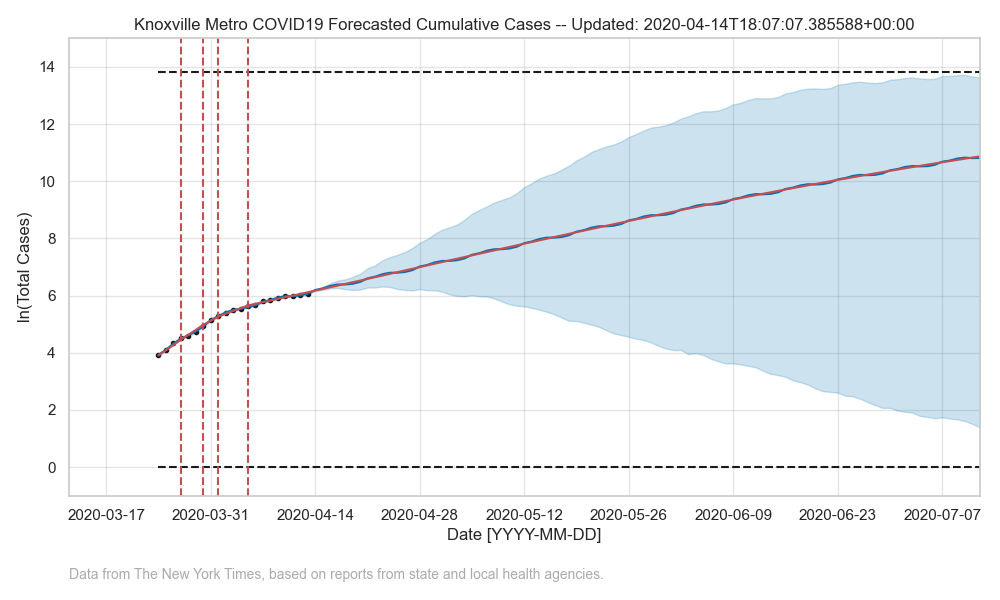 Knoxville Metro COVID19 Forecasted Cumulative Cases -- Updated: 2020-04-14T18:07:07.385588+00:00
ln(Total Cases)
14
12
10
8
6
4
2
0
2020-03-17 2020-03-31 2020-04-14 2020-04-28 2020-05-12 2020-05-26 2020-06-09 2020-06-23 2020-07-07
Date [YYYY-MM-DD]
Data from The New York Times, based on reports from state and local health agencies.